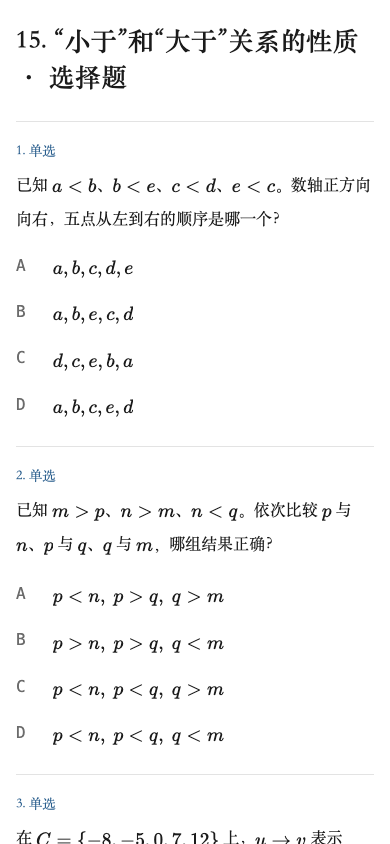 15. “小于”和“大于”关系的性质
· 选择题
1. 单选
已知 a < b、b < e、c < d、e < c。数轴正方向
向右，五点从左到右的顺序是哪一个?
A a, b, c, d, e
B a, b, e, c, d
C d, c, e, b, a
D a, b, c, e, d
2. 单选
已知 m > p、n > m、n < q。依次比较 p 与
n、p 与 q、q 与 m，哪组结果正确?
A p < n, p > q, q > m
B p > n, p > q, q < m
C p < n, p < q, q > m
D p < n, p < q, q < m
3. 单选
在 C = {−8, −5, 0, 7, 12} 上，u → v 表示